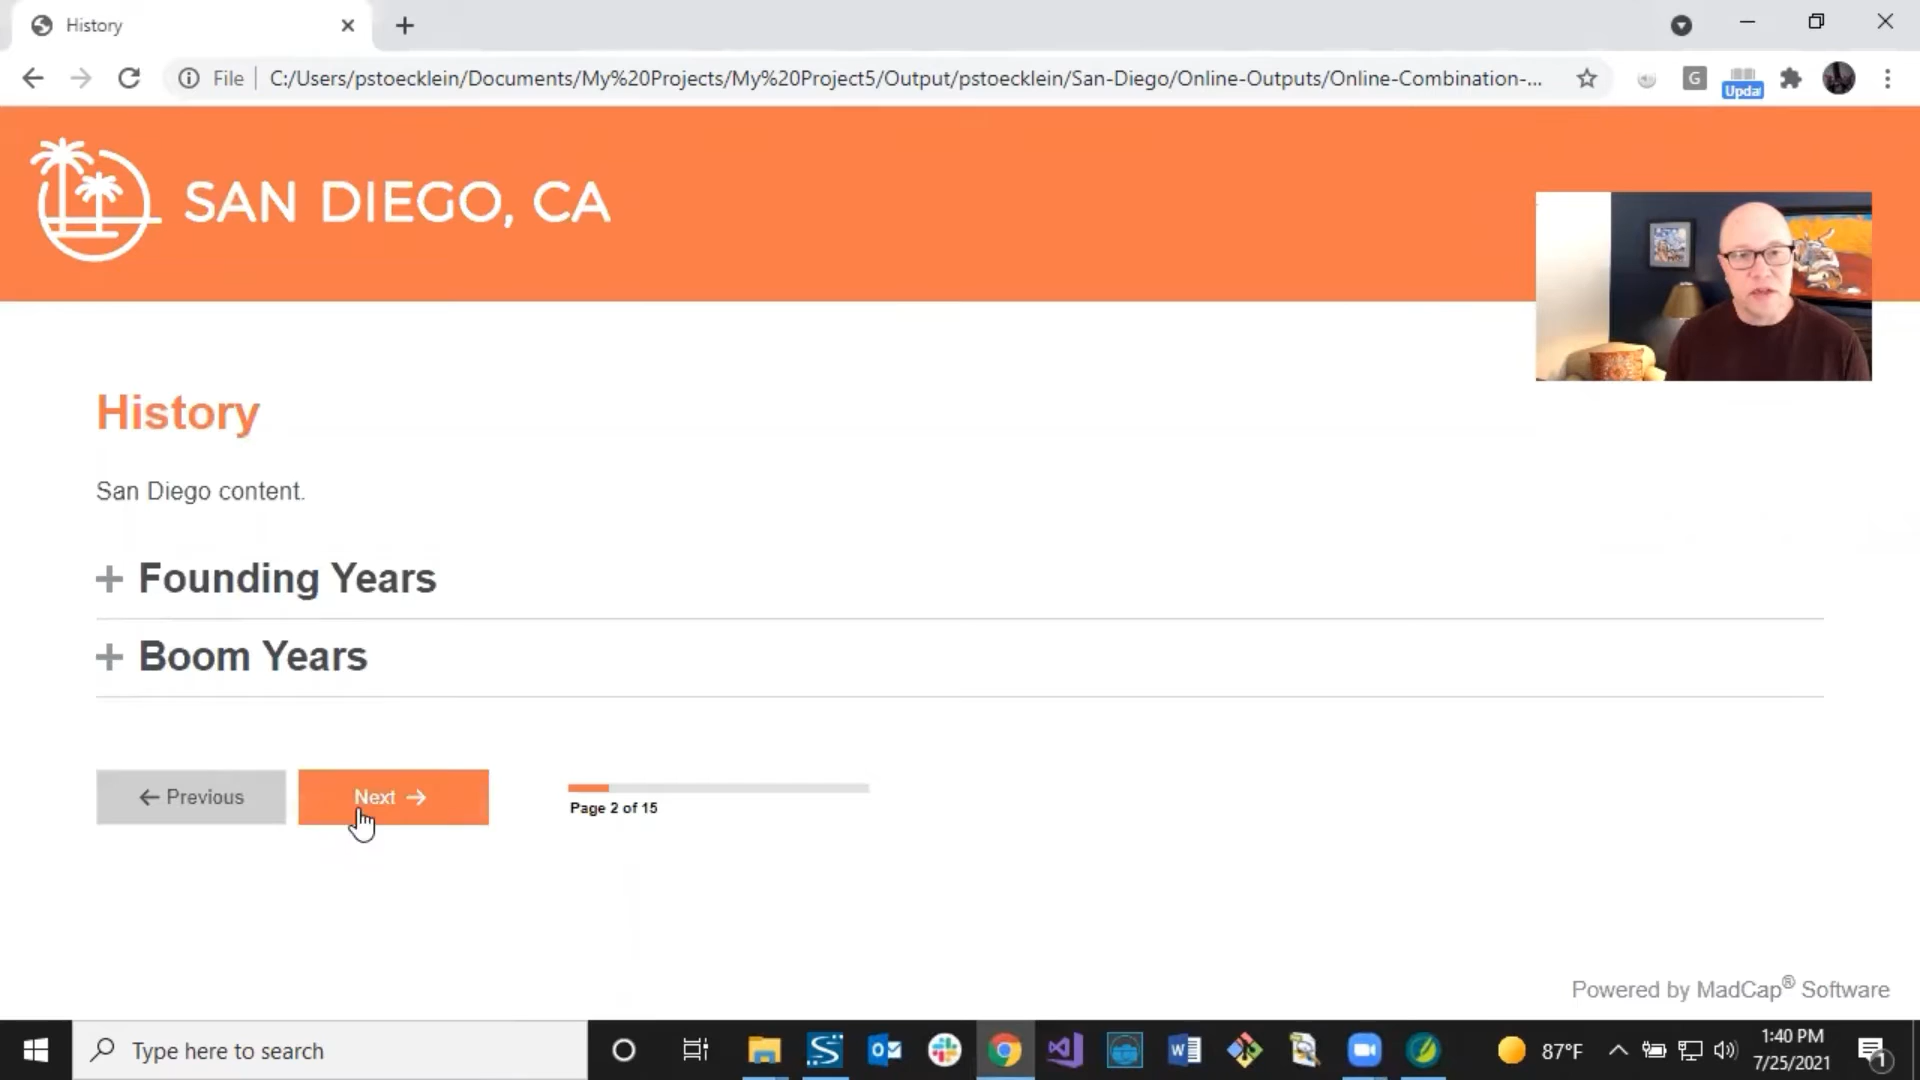 History
File
C:/Users/pstoecklein/Documents/My%20Projects/My%20Project5/Output/pstoecklein/San-Diego/Online-Outputs/Online-Combination-...
G
Upda
SAN DIEGO, CA
History
San Diego content.
Founding Years
Boom Years
Previous
Next
Page 2 of 15
Powered by MadCap® Software
Type here to search
87°F
1:40 PM
7/25/2021
1